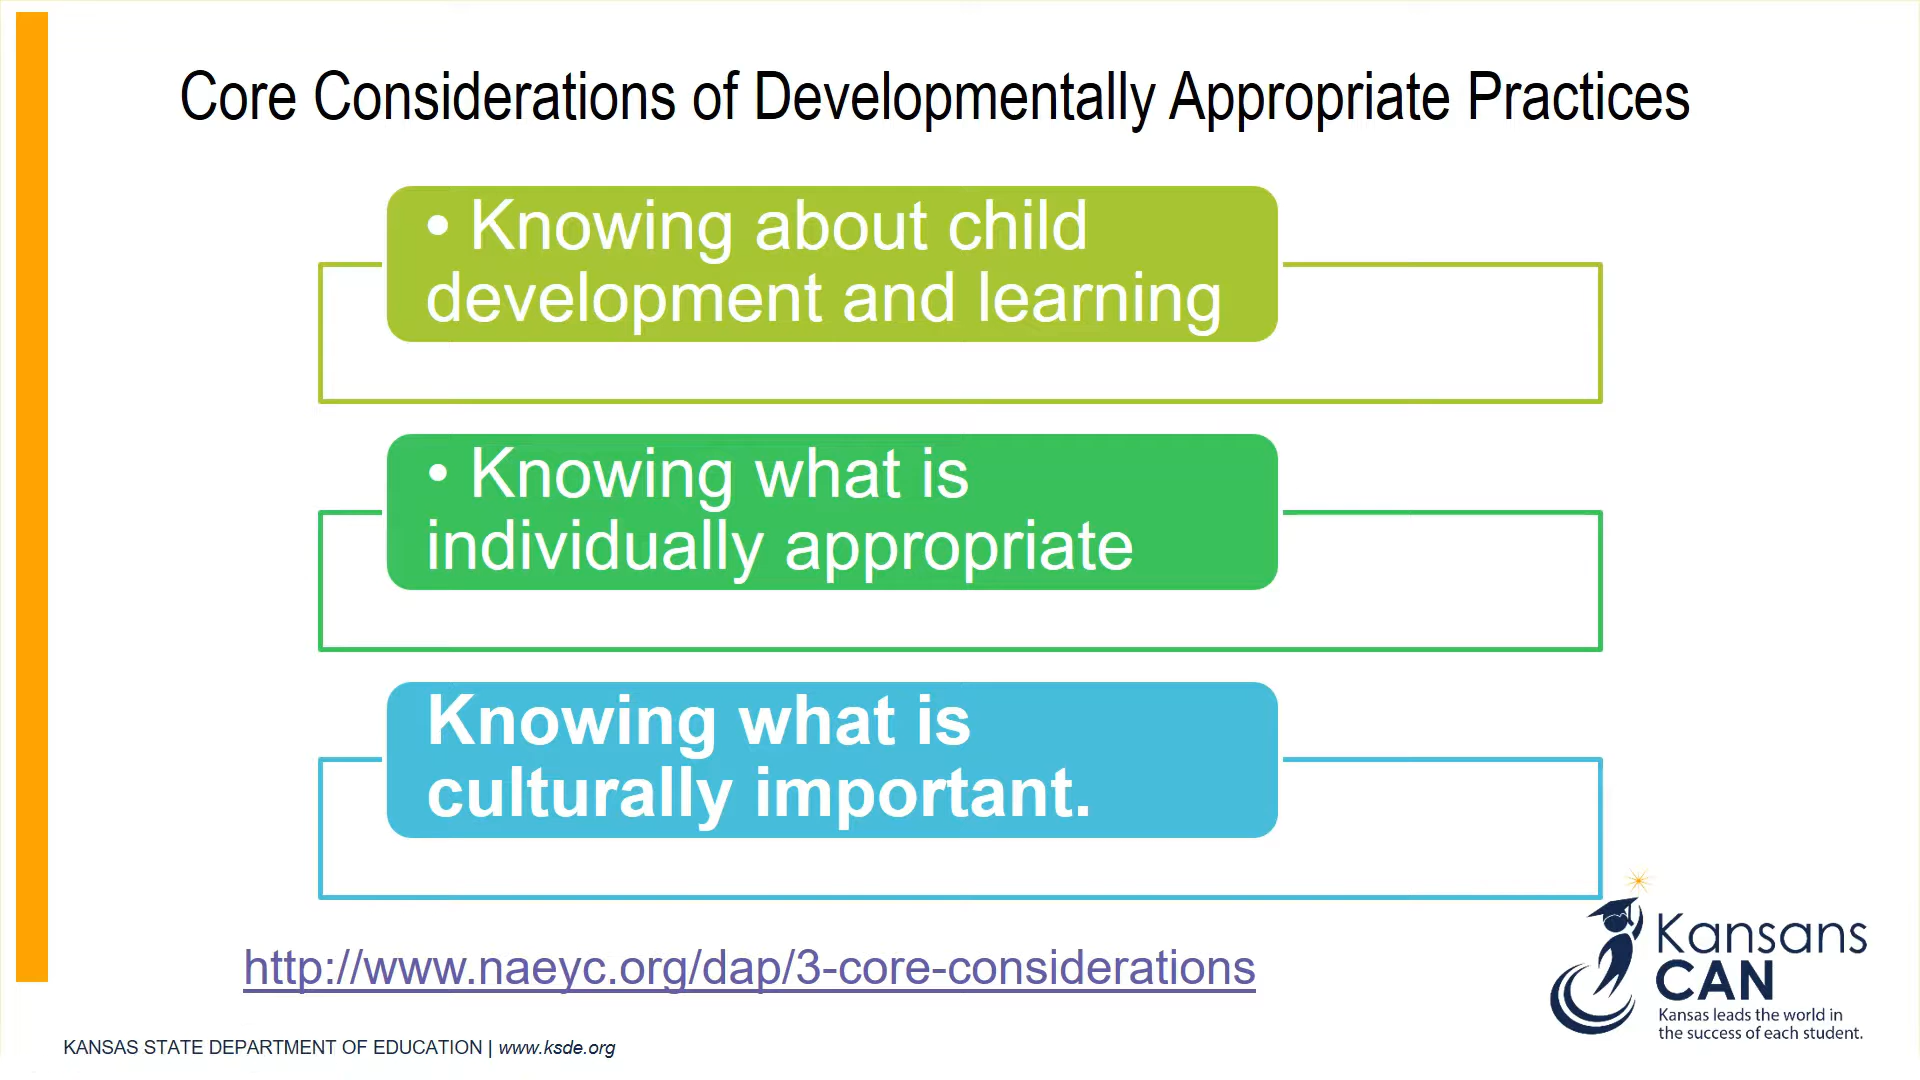 Core Considerations of Developmentally Appropriate Practices
• Knowing about child
development and learning
• Knowing what is
individually appropriate
Knowing what is
culturally important.
http://www.naeyc.org/dap/3-core-considerations
Kansans
CAN
Kansas leads the world in
the success of each student.
KANSAS STATE DEPARTMENT OF EDUCATION | www.ksde.org